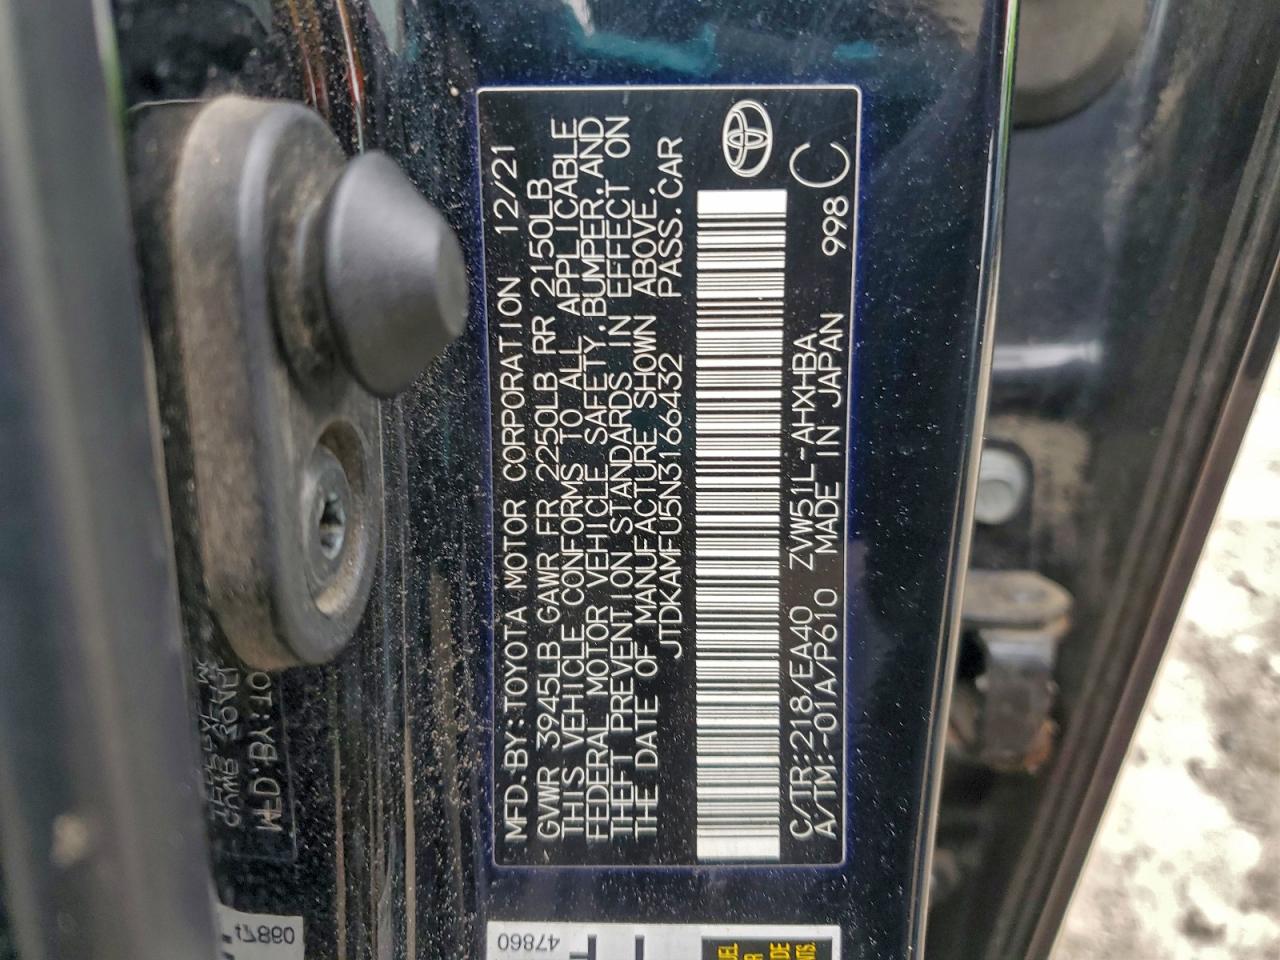 MFD.BY:TOYOTA MOTOR CORPORATION 12/21
GVWR 3945LB GAWR FR 2250LB RR 2150LB
THIS VEHICLE CONFORMS TO ALL APPLICABLE
FEDERAL MOTOR VEHICLE SAFETY,BUMPER,AND
THEFT PREVENTION STANDARDS IN EFFECT ON
THE DATE OF MANUFACTURE SHOWN ABOVE.
JTDKAMFU5N3166432 PASS.CAR
C/TR:218/EA40 ZVW51L-AHXHBA 998 C
A/TM:-01A/P610 MADE IN JAPAN
47860